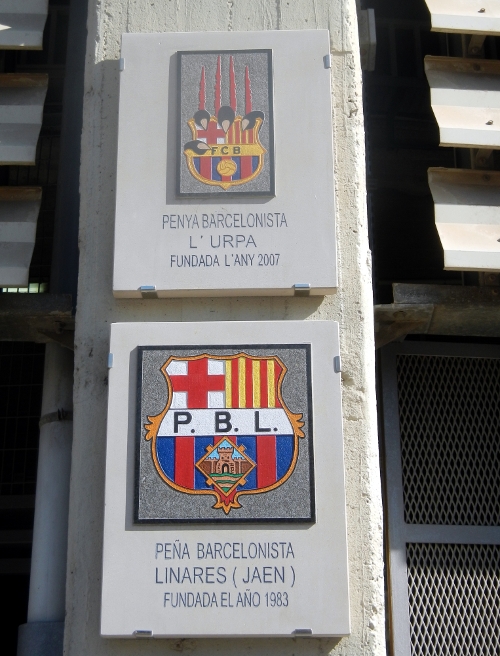 FCB
PENYA BARCELONISTA
L' URPA
FUNDADA L'ANY 2007
P. B. L.
PEÑA BARCELONISTA
LINARES ( JAEN )
FUNDADA EL AÑO 1983